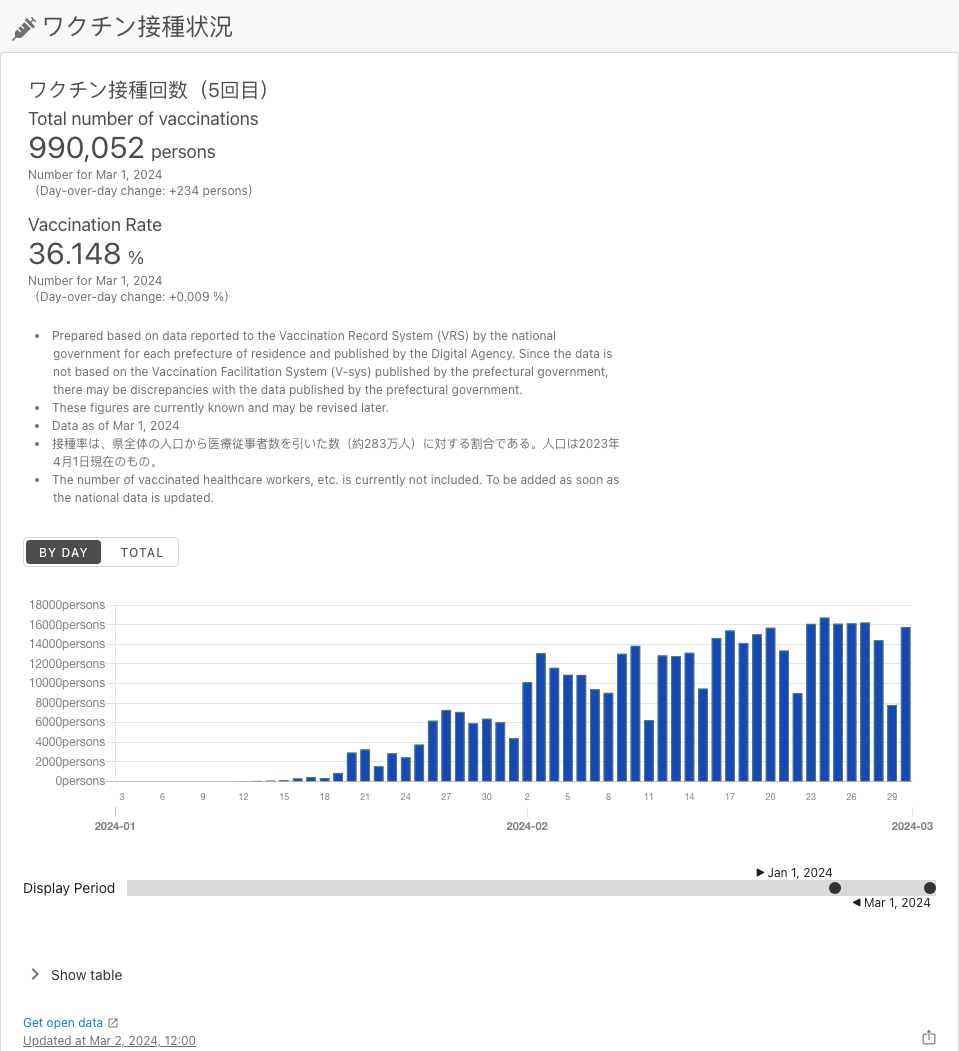 ワクチン接種状況
ワクチン接種回数（5回目）
Total number of vaccinations
990,052 persons
Number for Mar 1, 2024
（Day-over-day change: +234 persons）
Vaccination Rate
36.148 %
Number for Mar 1, 2024
（Day-over-day change: +0.009 %）
• Prepared based on data reported to the Vaccination Record System (VRS) by the national
government for each prefecture of residence and published by the Digital Agency. Since the data is
not based on the Vaccination Facilitation System (V-sys) published by the prefectural government,
there may be discrepancies with the data published by the prefectural government.
• These figures are currently known and may be revised later.
• Data as of Mar 1, 2024
• 接種率は、県全体の人口から医療従事者数を引いた数（約283万人）に対する割合である。人口は2023年
4月1日現在のもの。
• The number of vaccinated healthcare workers, etc. is currently not included. To be added as soon as
the national data is updated.
BY DAY TOTAL
18000persons
16000persons
14000persons
12000persons
10000persons
8000persons
6000persons
4000persons
2000persons
0persons
3 6 9 12 15 18 21 24 27 30 2 5 8 11 14 17 20 23 26 29
2024-01 2024-02 2024-03
▶ Jan 1, 2024
Display Period
◀ Mar 1, 2024
Show table
Get open data
Updated at Mar 2, 2024, 12:00